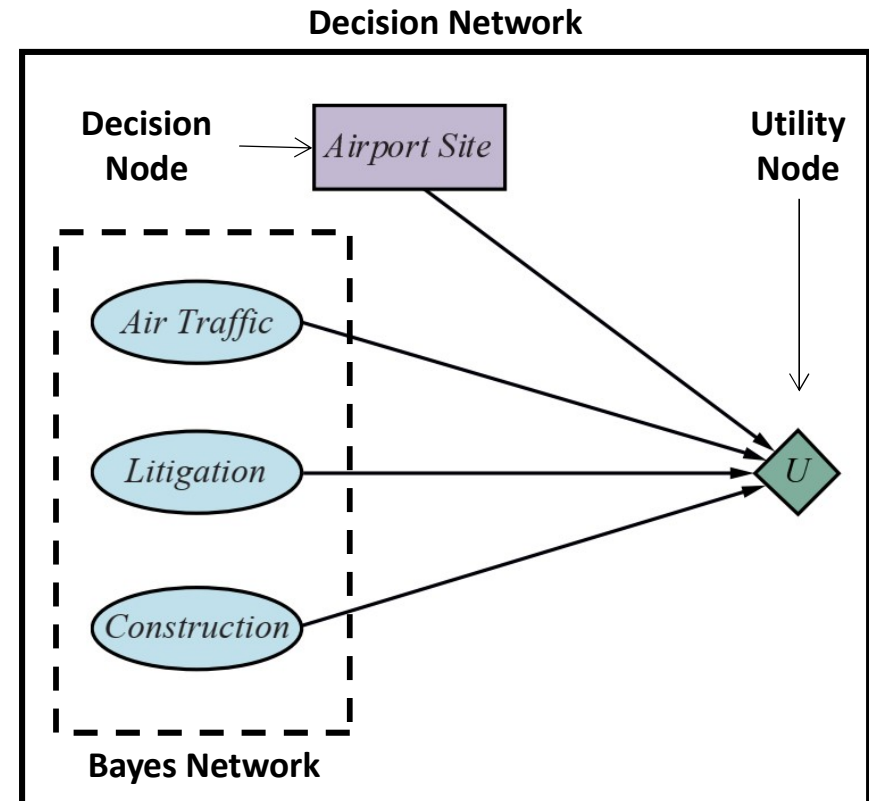 Decision Network
Decision
Node
Airport Site
Utility
Node
Air Traffic
Litigation
U
Construction
Bayes Network